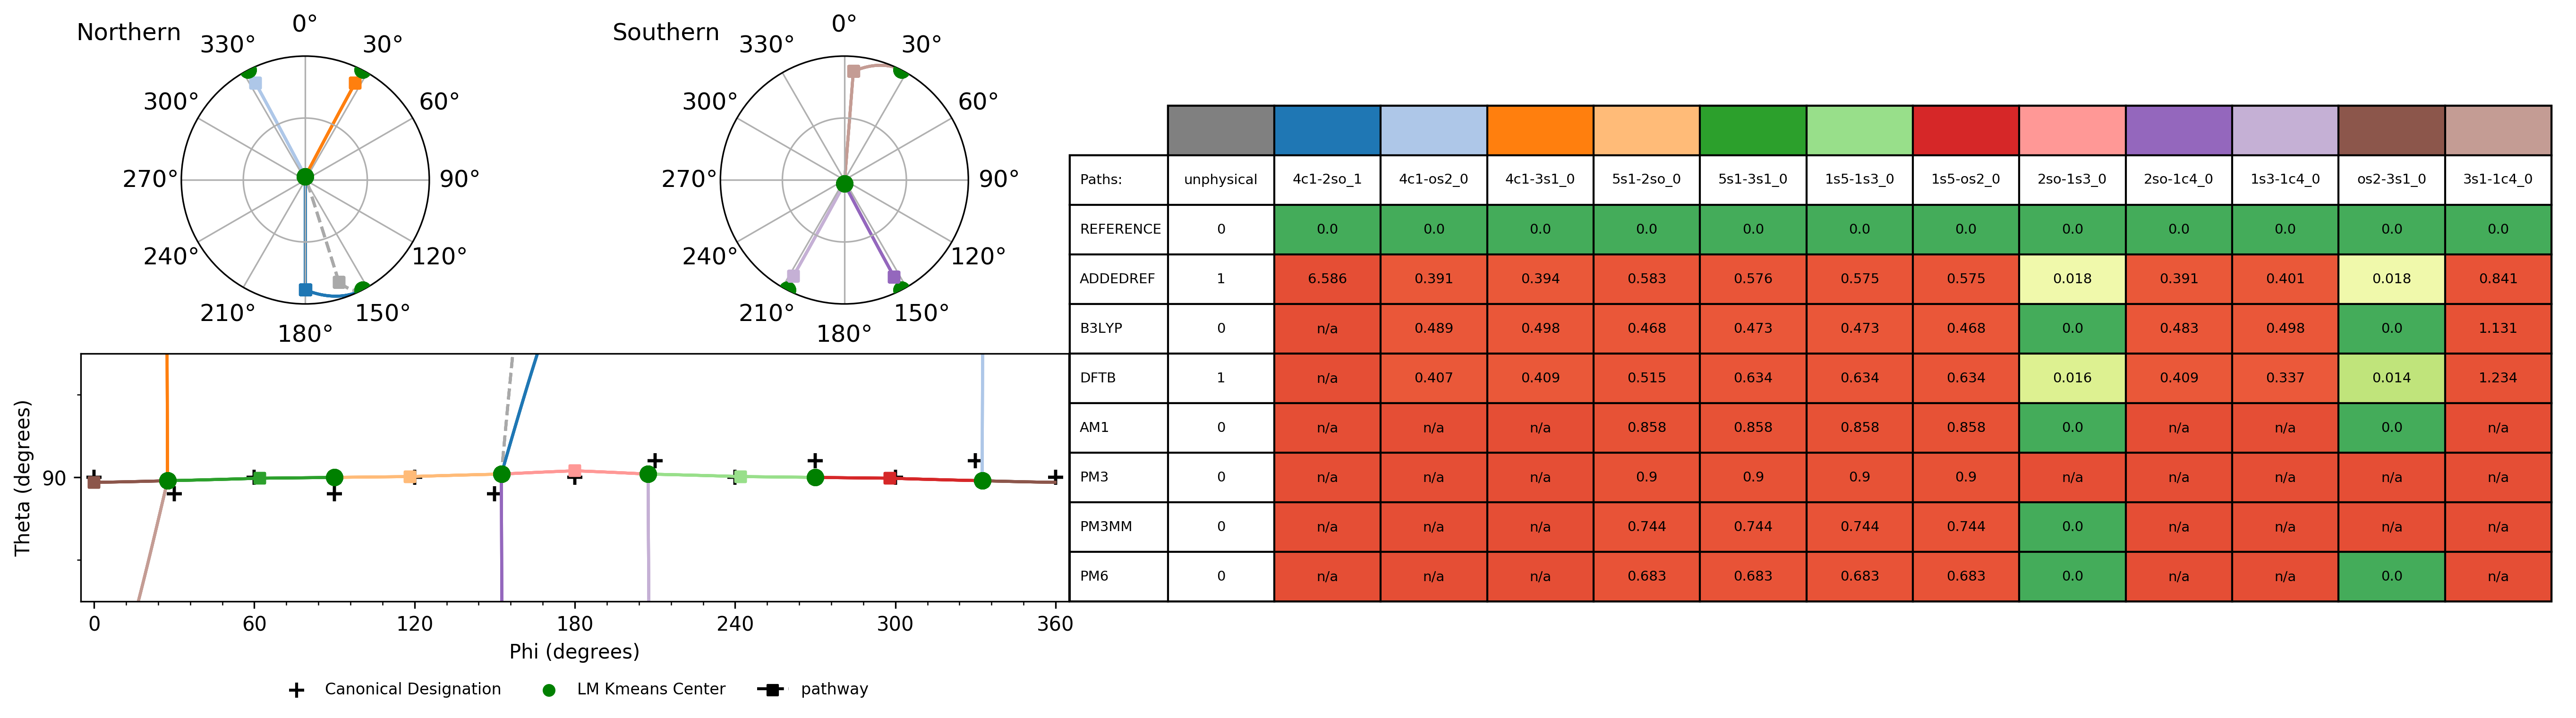 Northern
0°
30°
60°
90°
120°
150°
180°
210°
240°
270°
300°
330°
Southern
0°
30°
60°
90°
120°
150°
180°
210°
240°
270°
300°
330°
Theta (degrees)
90
0 60 120 180 240 300 360
Phi (degrees)
Canonical Designation LM Kmeans Center pathway
Paths: unphysical 4c1-2so_1 4c1-os2_0 4c1-3s1_0 5s1-2so_0 5s1-3s1_0 1s5-1s3_0 1s5-os2_0 2so-1s3_0 2so-1c4_0 1s3-1c4_0 os2-3s1_0 3s1-1c4_0
REFERENCE 0 0.0 0.0 0.0 0.0 0.0 0.0 0.0 0.0 0.0 0.0 0.0 0.0
ADDEDREF 1 6.586 0.391 0.394 0.583 0.576 0.575 0.575 0.018 0.391 0.401 0.018 0.841
B3LYP 0 n/a 0.489 0.498 0.468 0.473 0.473 0.468 0.0 0.483 0.498 0.0 1.131
DFTB 1 n/a 0.407 0.409 0.515 0.634 0.634 0.634 0.016 0.409 0.337 0.014 1.234
AM1 0 n/a n/a n/a 0.858 0.858 0.858 0.858 0.0 n/a n/a 0.0 n/a
PM3 0 n/a n/a n/a 0.9 0.9 0.9 0.9 n/a n/a n/a n/a n/a
PM3MM 0 n/a n/a n/a 0.744 0.744 0.744 0.744 0.0 n/a n/a n/a n/a
PM6 0 n/a n/a n/a 0.683 0.683 0.683 0.683 0.0 n/a n/a 0.0 n/a